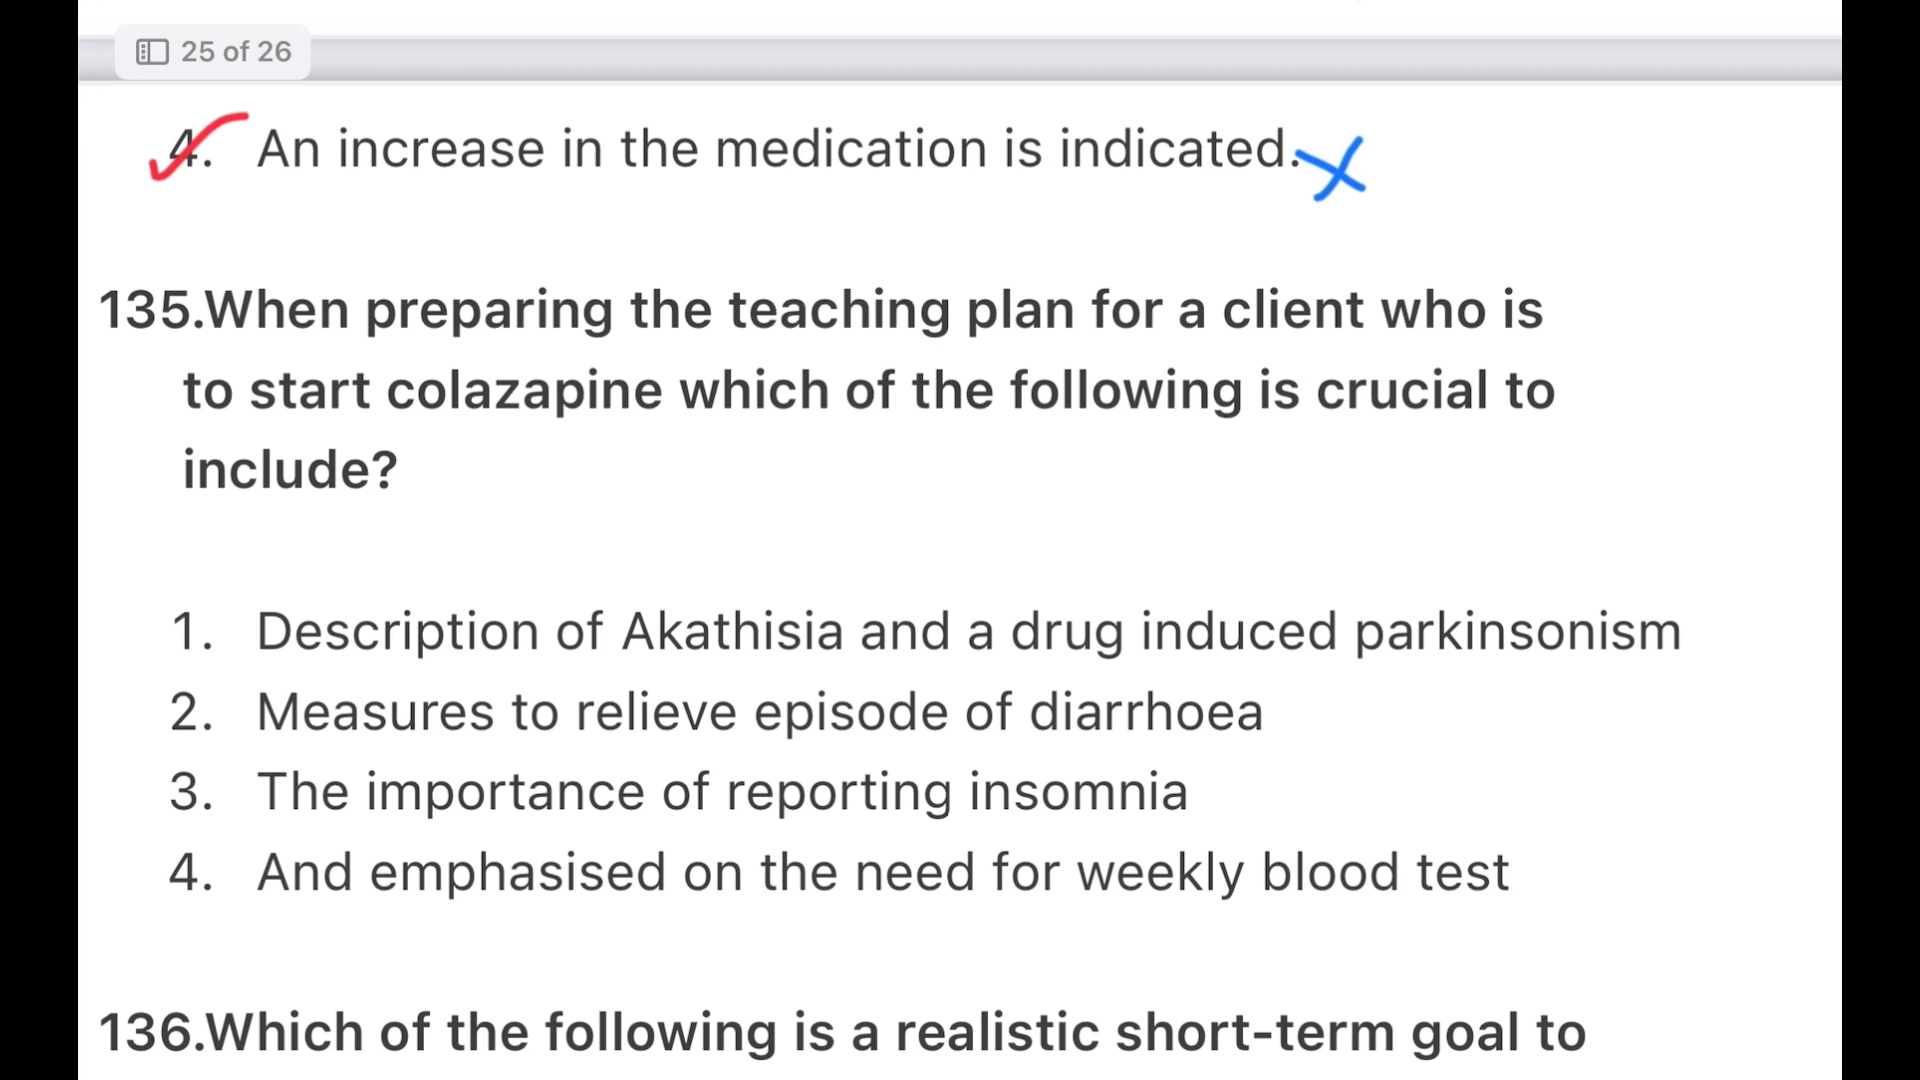 25 of 26
4. An increase in the medication is indicated.
135.When preparing the teaching plan for a client who is
to start colazapine which of the following is crucial to
include?
1. Description of Akathisia and a drug induced parkinsonism
2. Measures to relieve episode of diarrhoea
3. The importance of reporting insomnia
4. And emphasised on the need for weekly blood test
136.Which of the following is a realistic short-term goal to